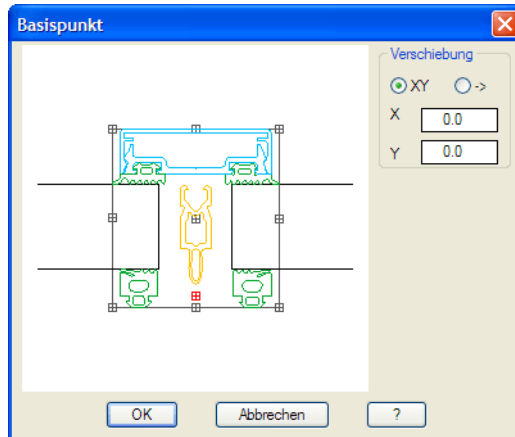 Basispunkt
Verschiebung
XY ->
X 0.0
Y 0.0
OK Abbrechen ?